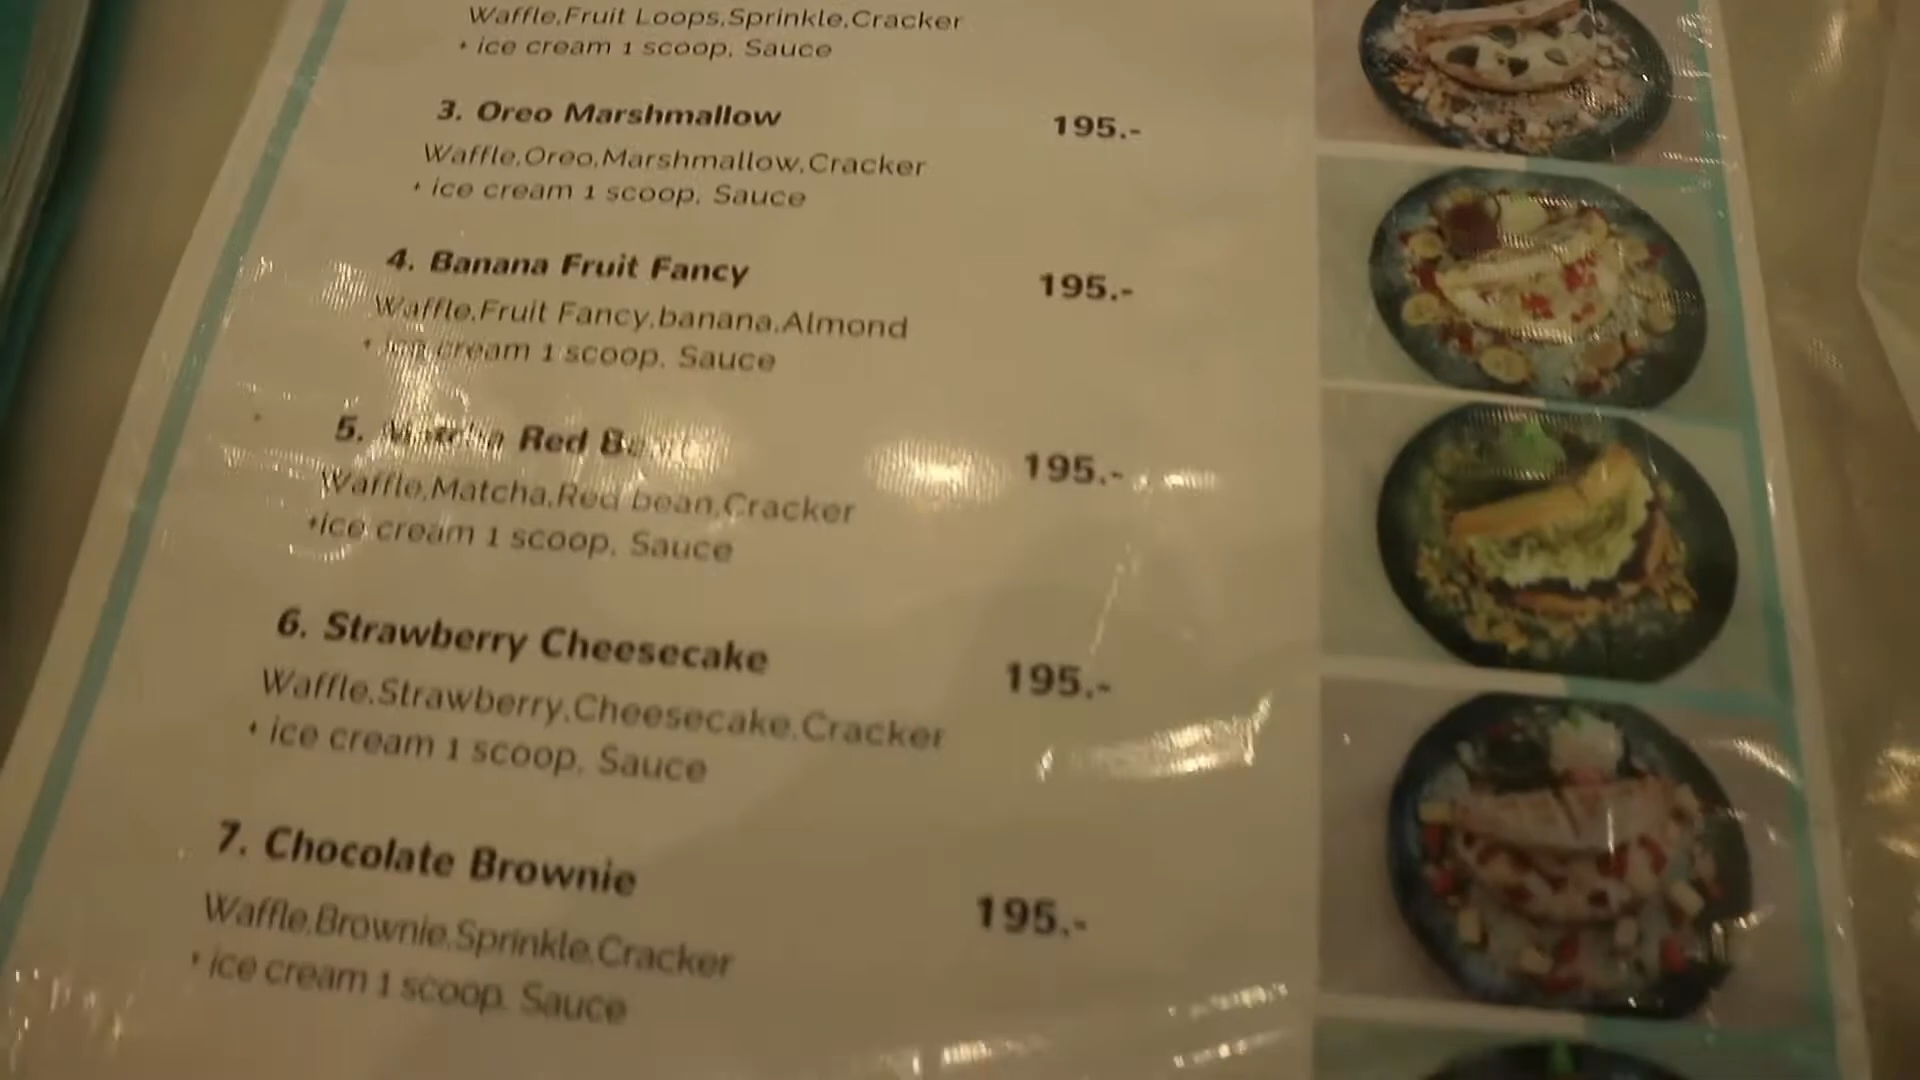 Waffle,Fruit Loops,Sprinkle,Cracker
+ ice cream 1 scoop, Sauce
3. Oreo Marshmallow 195.-
Waffle,Oreo,Marshmallow,Cracker
+ ice cream 1 scoop, Sauce
4. Banana Fruit Fancy 195.-
Waffle,Fruit Fancy,banana,Almond
+ ice cream 1 scoop, Sauce
5. Matcha Red 195.-
Waffle,Matcha,Red bean,Cracker
+ice cream 1 scoop, Sauce
6. Strawberry Cheesecake 195.-
Waffle,Strawberry,Cheesecake,Cracker
+ ice cream 1 scoop, Sauce
7. Chocolate Brownie 195.-
Waffle,Brownie,Sprinkle,Cracker
+ ice cream 1 scoop, Sauce